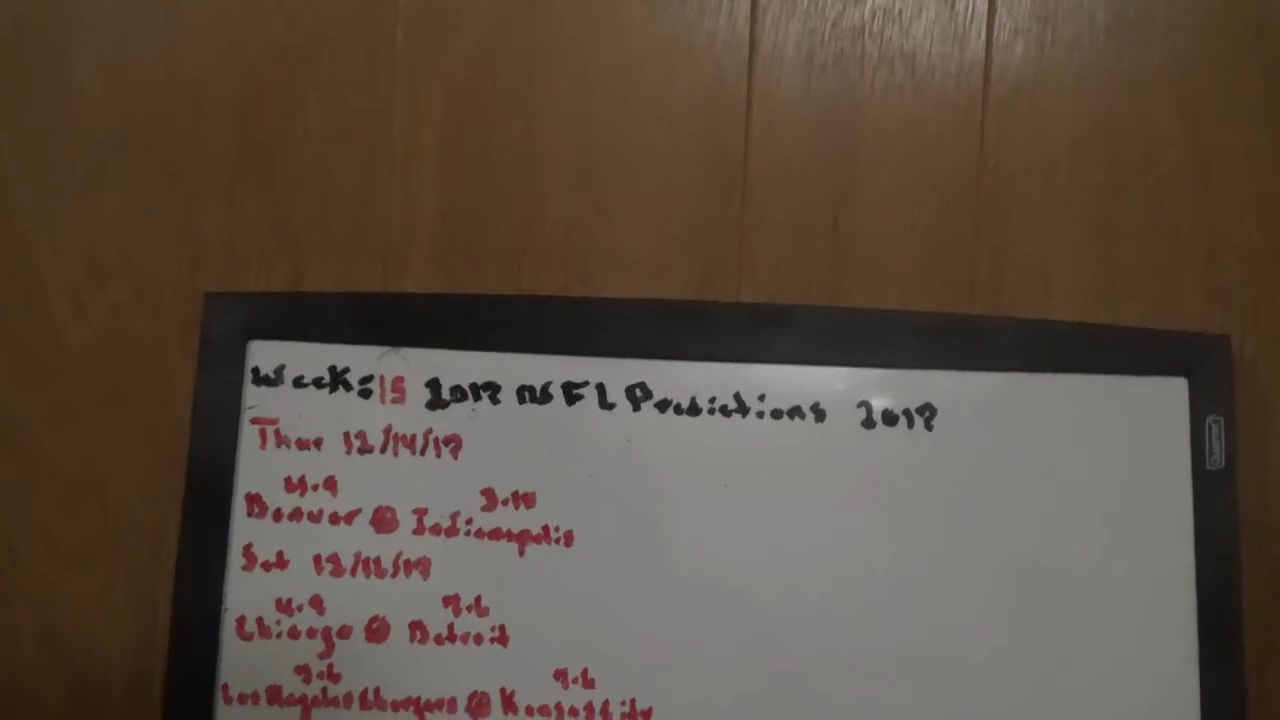 Week:15 2017 NFL Predictions 2017
Thur 12/14/17
4-9 3-10
Denver @ Indianapolis
Sat 12/16/17
4-9 7-6
Chicago @ Detroit
7-6 7-6
Los Angeles Chargers @ Kansas City
Quartet